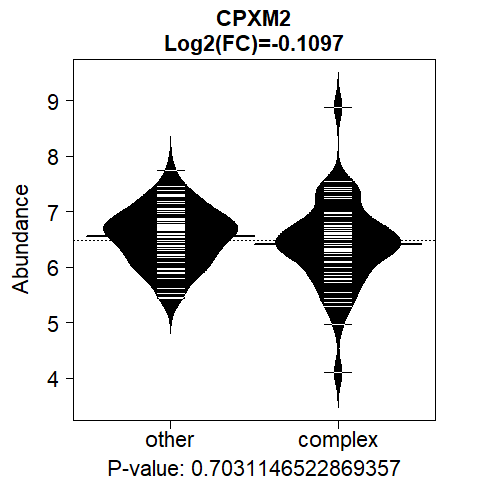 CPXM2
Log2(FC)=-0.1097
Abundance
9
8
7
6
5
4
other complex
P-value: 0.7031146522869357